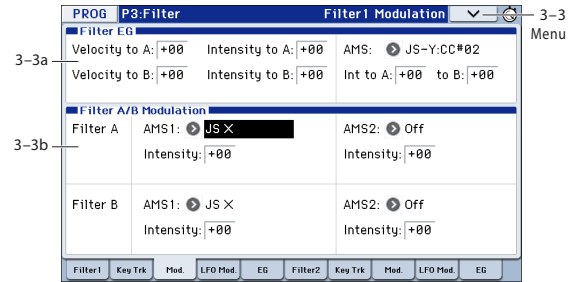 PROG P3:Filter Filter1 Modulation 3–3
Menu
Filter EG
3–3a
Velocity to A: +00 Intensity to A: +00 AMS: JS-Y:CC#02
Velocity to B: +00 Intensity to B: +00 Int to A: +00 to B: +00
Filter A/B Modulation
3–3b
Filter A AMS1: JS X AMS2: Off
Intensity: +00 Intensity: +00
Filter B AMS1: JS X AMS2: Off
Intensity: +00 Intensity: +00
Filter1 Key Trk Mod. LFO Mod. EG Filter2 Key Trk Mod. LFO Mod. EG